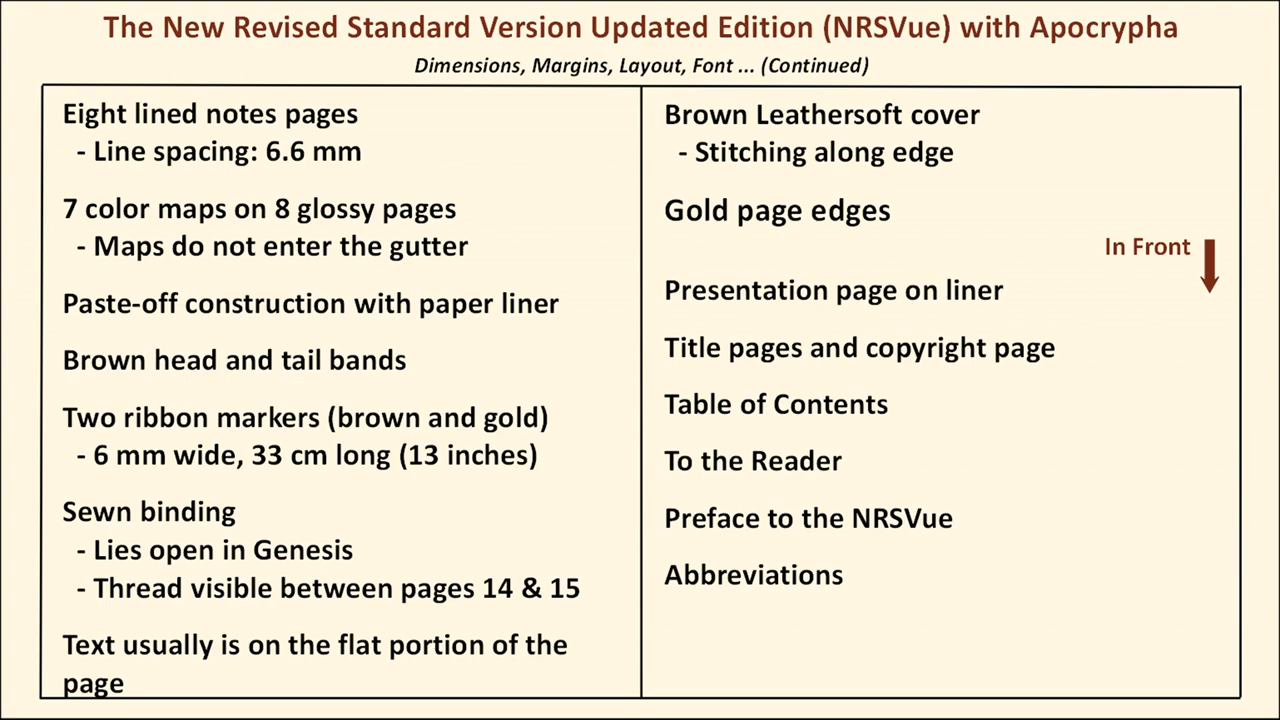 The New Revised Standard Version Updated Edition (NRSVue) with Apocrypha
Dimensions, Margins, Layout, Font ... (Continued)
Eight lined notes pages
- Line spacing: 6.6 mm
7 color maps on 8 glossy pages
- Maps do not enter the gutter
Paste-off construction with paper liner
Brown head and tail bands
Two ribbon markers (brown and gold)
- 6 mm wide, 33 cm long (13 inches)
Sewn binding
- Lies open in Genesis
- Thread visible between pages 14 & 15
Text usually is on the flat portion of the
page
Brown Leathersoft cover
- Stitching along edge
Gold page edges
In Front
Presentation page on liner
Title pages and copyright page
Table of Contents
To the Reader
Preface to the NRSVue
Abbreviations